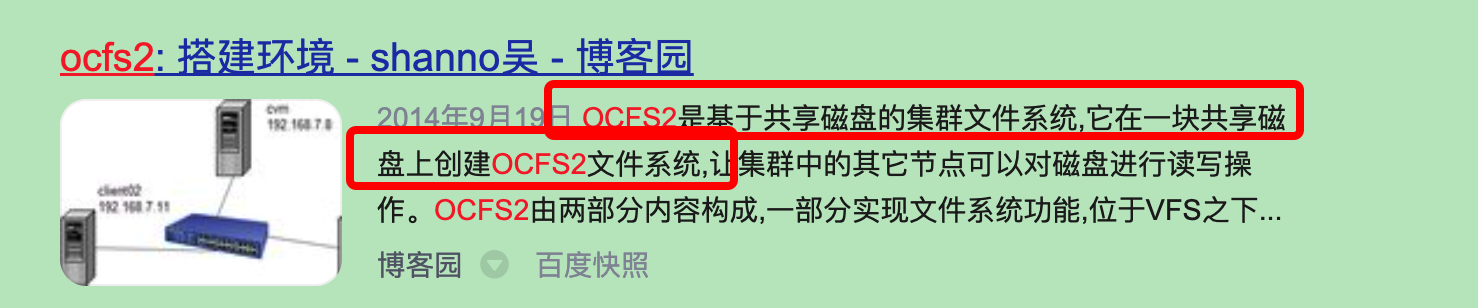 ocfs2: 搭建环境 - shanno吴 - 博客园
cvm
192.168.7.8
client02
192.168.7.11
2014年9月19日 OCFS2是基于共享磁盘的集群文件系统,它在一块共享磁
盘上创建OCFS2文件系统,让集群中的其它节点可以对磁盘进行读写操
作。OCFS2由两部分内容构成,一部分实现文件系统功能,位于VFS之下...
博客园 百度快照